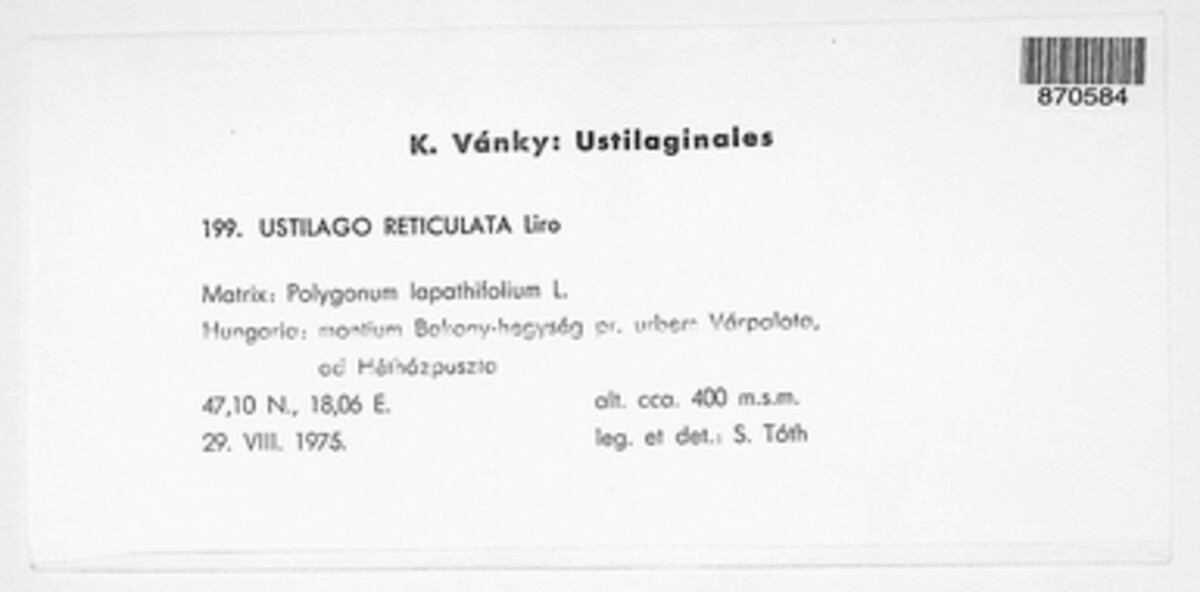 870584
K. Vánky: Ustilaginales
199. USTILAGO RETICULATA Liro
Matrix: Polygonum lapathifolium L.
Hungaria: montium Bakony-hegység pr. urbem Várpalota,
ad Hétházpuszta
47,10 N., 18,06 E.
alt. cca. 400 m.s.m.
29. VIII. 1975.
leg. et det.: S. Tóth